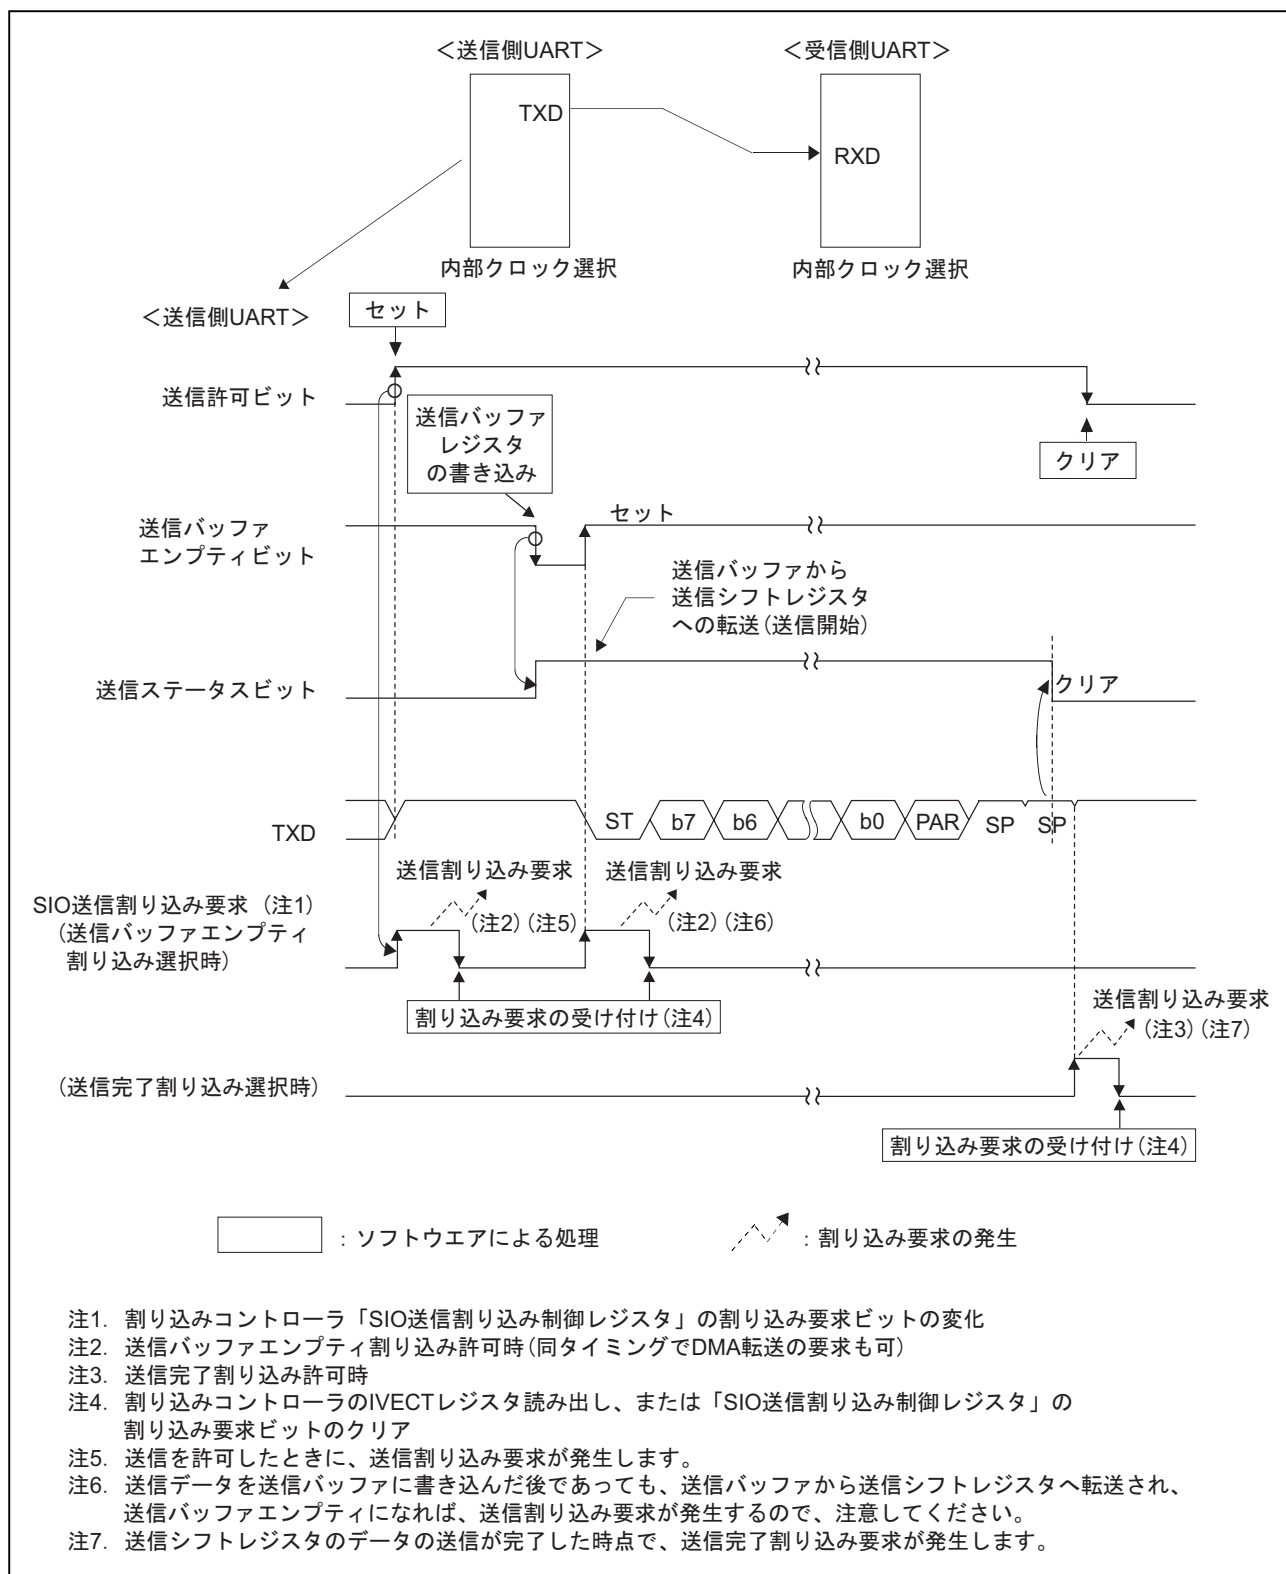 ＜送信側UART＞
＜受信側UART＞
TXD
RXD
内部クロック選択
内部クロック選択
＜送信側UART＞
セット
送信許可ビット
送信バッファ
レジスタ
の書き込み
クリア
送信バッファ
エンプティビット
セット
送信バッファから
送信シフトレジスタ
への転送(送信開始)
送信ステータスビット
クリア
TXD
ST
b7
b6
b0
PAR
SP
SP
送信割り込み要求
送信割り込み要求
SIO送信割り込み要求（注1）
(送信バッファエンプティ
割り込み選択時)
(注2)(注5)
(注2)(注6)
割り込み要求の受け付け(注4)
送信割り込み要求
(注3)(注7)
(送信完了割り込み選択時)
割り込み要求の受け付け(注4)
：ソフトウエアによる処理
：割り込み要求の発生
注1. 割り込みコントローラ「SIO送信割り込み制御レジスタ」の割り込み要求ビットの変化
注2. 送信バッファエンプティ割り込み許可時(同タイミングでDMA転送の要求も可)
注3. 送信完了割り込み許可時
注4. 割り込みコントローラのIVECTレジスタ読み出し、または「SIO送信割り込み制御レジスタ」の
割り込み要求ビットのクリア
注5. 送信を許可したときに、送信割り込み要求が発生します。
注6. 送信データを送信バッファに書き込んだ後であっても、送信バッファから送信シフトレジスタへ転送され、
送信バッファエンプティになれば、送信割り込み要求が発生するので、注意してください。
注7. 送信シフトレジスタのデータの送信が完了した時点で、送信完了割り込み要求が発生します。